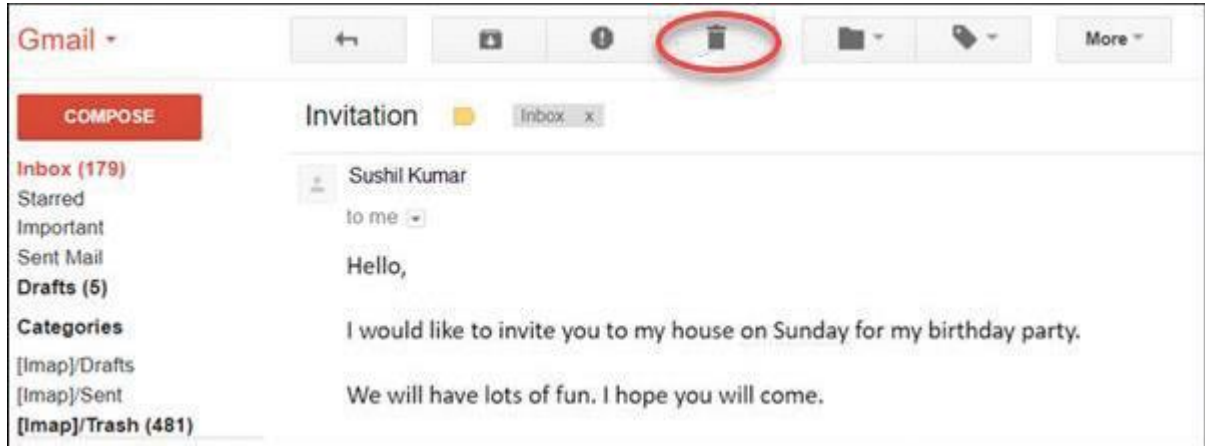 Gmail
More
COMPOSE
Invitation
Inbox x
Inbox (179)
Starred
Important
Sent Mail
Drafts (5)
Categories
[Imap]/Drafts
[Imap]/Sent
[Imap]/Trash (481)
Sushil Kumar
to me
Hello,
I would like to invite you to my house on Sunday for my birthday party.
We will have lots of fun. I hope you will come.